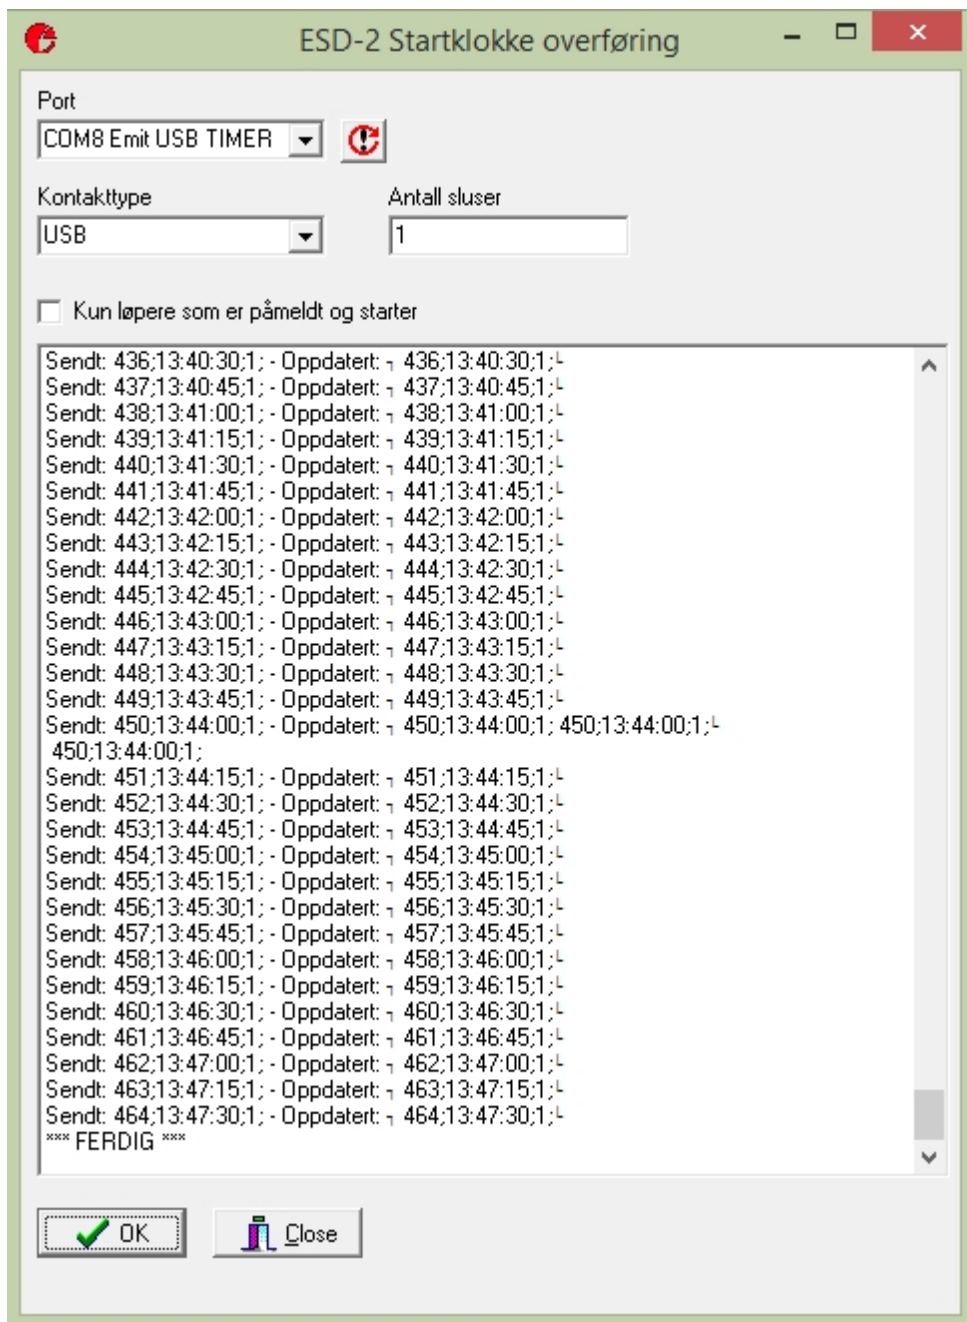 ESD-2 Startklokke overføring
Port
COM8 Emit USB TIMER
Kontakttype
Antall sluser
USB
1
Kun løpere som er påmeldt og starter
Sendt: 436;13:40:30;1; - Oppdatert: ┐ 436;13:40:30;1;└
Sendt: 437;13:40:45;1; - Oppdatert: ┐ 437;13:40:45;1;└
Sendt: 438;13:41:00;1; - Oppdatert: ┐ 438;13:41:00;1;└
Sendt: 439;13:41:15;1; - Oppdatert: ┐ 439;13:41:15;1;└
Sendt: 440;13:41:30;1; - Oppdatert: ┐ 440;13:41:30;1;└
Sendt: 441;13:41:45;1; - Oppdatert: ┐ 441;13:41:45;1;└
Sendt: 442;13:42:00;1; - Oppdatert: ┐ 442;13:42:00;1;└
Sendt: 443;13:42:15;1; - Oppdatert: ┐ 443;13:42:15;1;└
Sendt: 444;13:42:30;1; - Oppdatert: ┐ 444;13:42:30;1;└
Sendt: 445;13:42:45;1; - Oppdatert: ┐ 445;13:42:45;1;└
Sendt: 446;13:43:00;1; - Oppdatert: ┐ 446;13:43:00;1;└
Sendt: 447;13:43:15;1; - Oppdatert: ┐ 447;13:43:15;1;└
Sendt: 448;13:43:30;1; - Oppdatert: ┐ 448;13:43:30;1;└
Sendt: 449;13:43:45;1; - Oppdatert: ┐ 449;13:43:45;1;└
Sendt: 450;13:44:00;1; - Oppdatert: ┐ 450;13:44:00;1; 450;13:44:00;1;└
450;13:44:00;1;
Sendt: 451;13:44:15;1; - Oppdatert: ┐ 451;13:44:15;1;└
Sendt: 452;13:44:30;1; - Oppdatert: ┐ 452;13:44:30;1;└
Sendt: 453;13:44:45;1; - Oppdatert: ┐ 453;13:44:45;1;└
Sendt: 454;13:45:00;1; - Oppdatert: ┐ 454;13:45:00;1;└
Sendt: 455;13:45:15;1; - Oppdatert: ┐ 455;13:45:15;1;└
Sendt: 456;13:45:30;1; - Oppdatert: ┐ 456;13:45:30;1;└
Sendt: 457;13:45:45;1; - Oppdatert: ┐ 457;13:45:45;1;└
Sendt: 458;13:46:00;1; - Oppdatert: ┐ 458;13:46:00;1;└
Sendt: 459;13:46:15;1; - Oppdatert: ┐ 459;13:46:15;1;└
Sendt: 460;13:46:30;1; - Oppdatert: ┐ 460;13:46:30;1;└
Sendt: 461;13:46:45;1; - Oppdatert: ┐ 461;13:46:45;1;└
Sendt: 462;13:47:00;1; - Oppdatert: ┐ 462;13:47:00;1;└
Sendt: 463;13:47:15;1; - Oppdatert: ┐ 463;13:47:15;1;└
Sendt: 464;13:47:30;1; - Oppdatert: ┐ 464;13:47:30;1;└
*** FERDIG ***
OK
Close